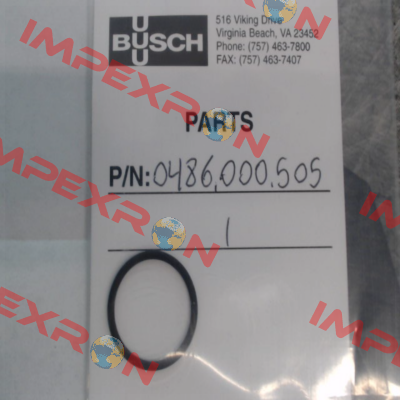 BUSCH
516 Viking Drive
Virginia Beach, VA 23452
Phone: (757) 463-7800
FAX: (757) 463-7407
PARTS
P/N: 0486.000.505
1
IMPEXRON
IMPEXRON
IMPEXRON
IMPEXRON